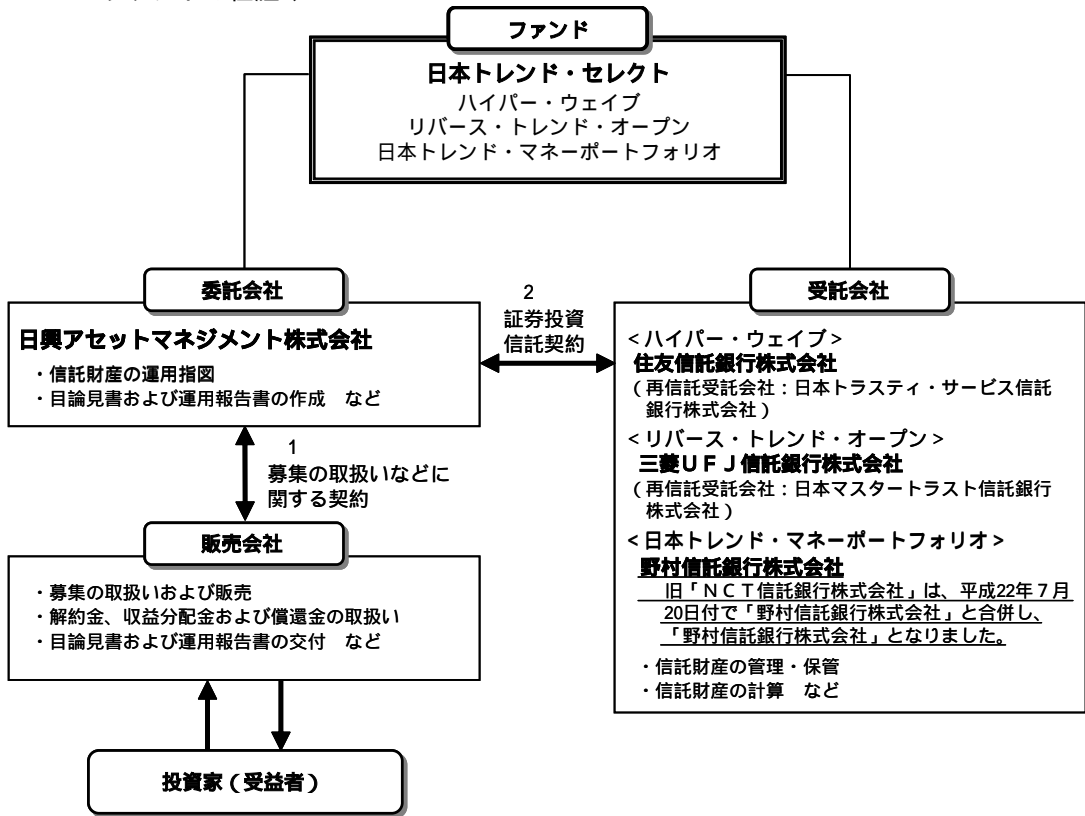 ファンド
日本トレンド・セレクト
ハイパー・ウェイブ
リバース・トレンド・オープン
日本トレンド・マネーポートフォリオ
委託会社
日興アセットマネジメント株式会社
・信託財産の運用指図
・目論見書および運用報告書の作成 など
2
証券投資
信託契約
受託会社
<ハイパー・ウェイブ>
住友信託銀行株式会社
(再信託受託会社:日本トラスティ・サービス信託
銀行株式会社)
<リバース・トレンド・オープン>
三菱UFJ信託銀行株式会社
(再信託受託会社:日本マスタートラスト信託銀行
株式会社)
<日本トレンド・マネーポートフォリオ>
野村信託銀行株式会社
旧「NCT信託銀行株式会社」は、平成22年7月
20日付で「野村信託銀行株式会社」と合併し、
「野村信託銀行株式会社」となりました。
・信託財産の管理・保管
・信託財産の計算 など
1
募集の取扱いなどに
関する契約
販売会社
・募集の取扱いおよび販売
・解約金、収益分配金および償還金の取扱い
・目論見書および運用報告書の交付 など
投資家(受益者)